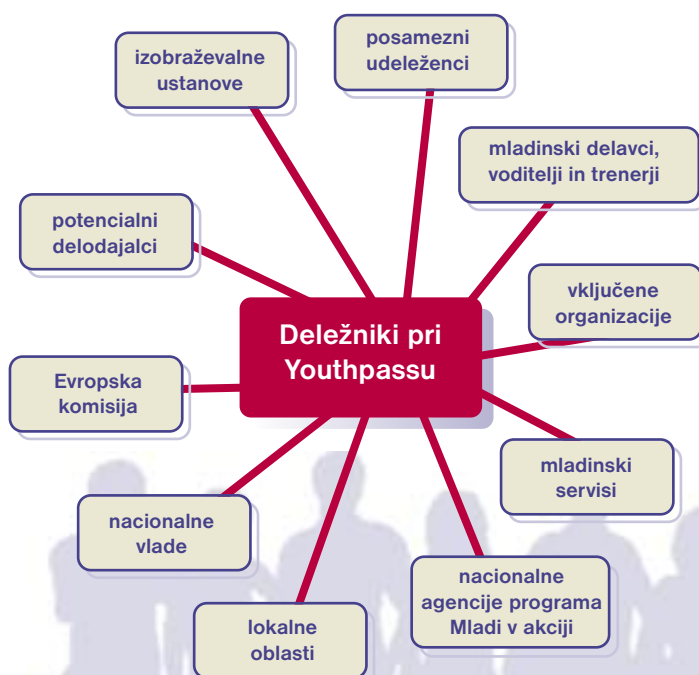 posamezni
udeleženci
izobraževalne
ustanove
mladinski delavci,
voditelji in trenerji
potencialni
delodajalci
vključene
organizacije
Deležniki pri
Youthpassu
Evropska
komisija
mladinski
servisi
nacionalne
vlade
nacionalne
agencije programa
Mladi v akciji
lokalne
oblasti